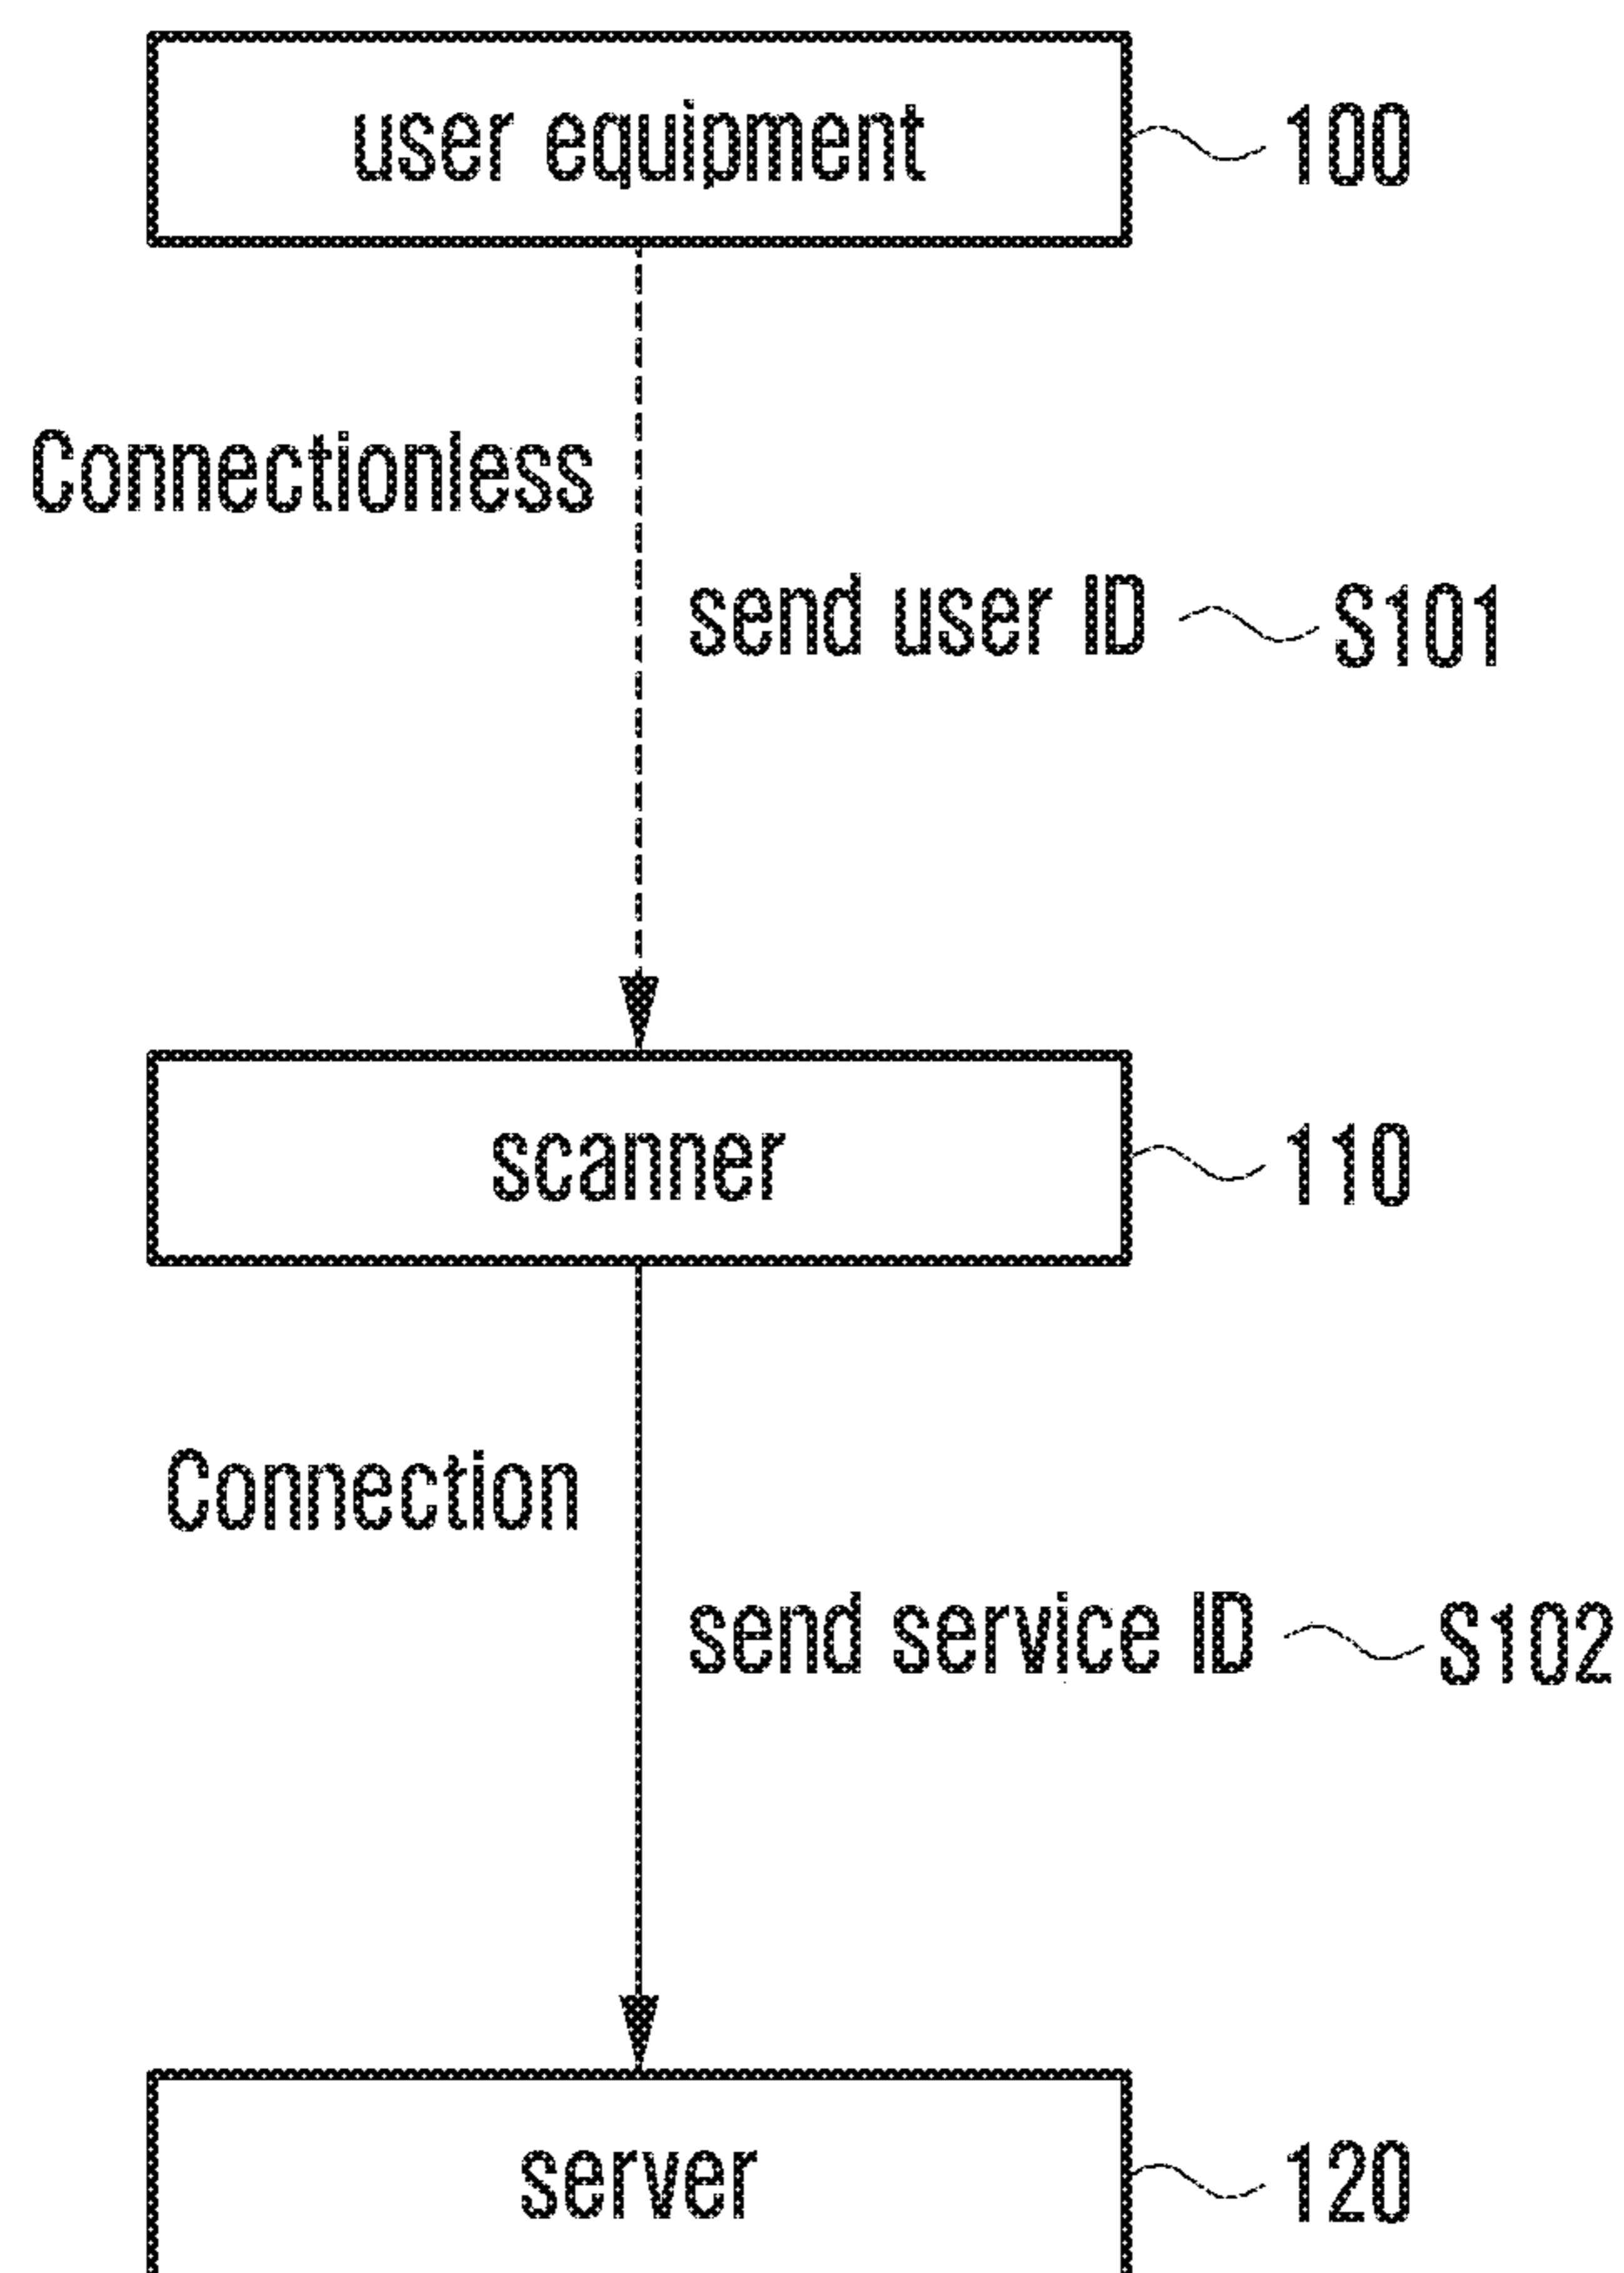 user equipment 100
Connectionless
send user ID S101
scanner 110
Connection
send service ID S102
server 120